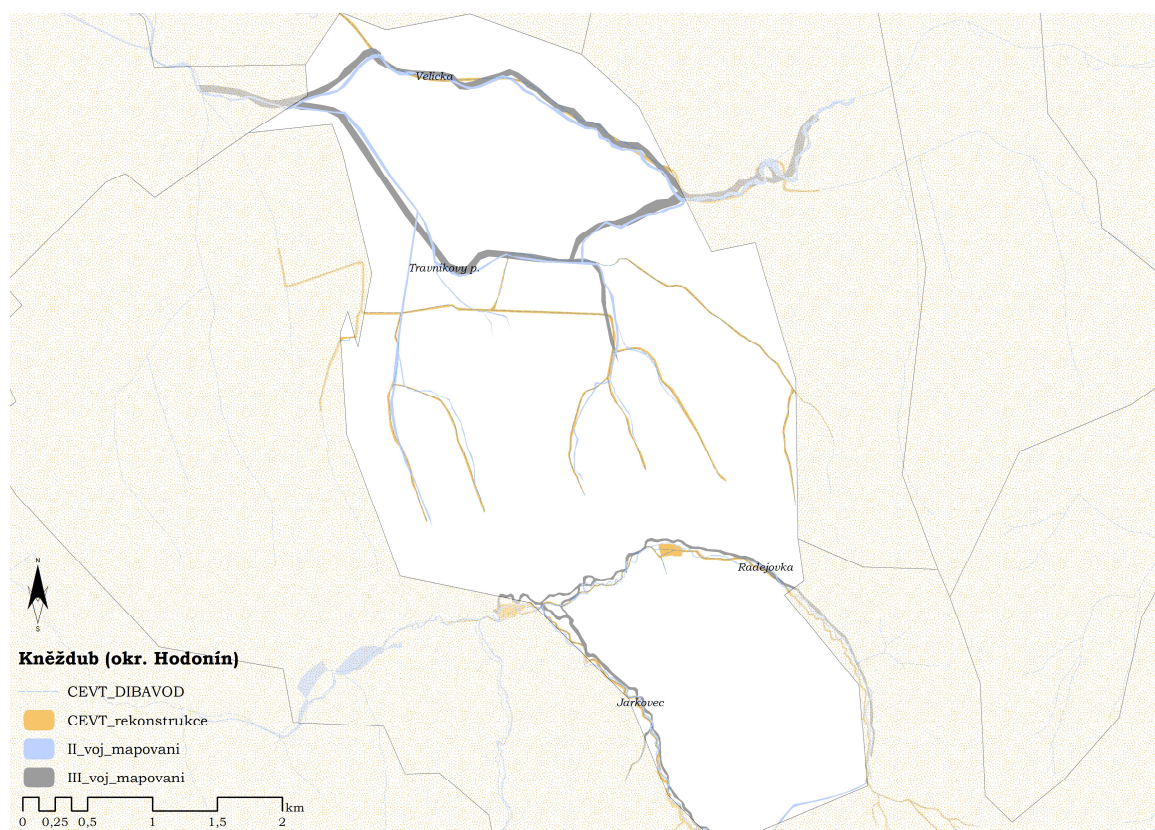 Velicka
Travnikovy p.
Radejovka
Jarkovec
N
S
Kněždub (okr. Hodonín)
CEVT_DIBAVOD
CEVT_rekonstrukce
II_voj_mapovani
III_voj_mapovani
km
0 0,25 0,5 1 1,5 2